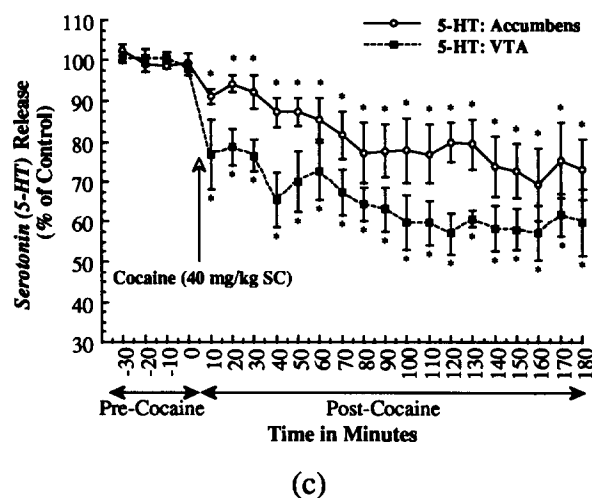 5-HT: Accumbens
5-HT: VTA
Serotonin (5-HT) Release
(% of Control)
110
100
90
80
70
60
50
40
30
Cocaine (40 mg/kg SC)
-30 -20 -10 0 10 20 30 40 50 60 70 80 90 100 110 120 130 140 150 160 170 180
Pre-Cocaine Post-Cocaine
Time in Minutes
(c)